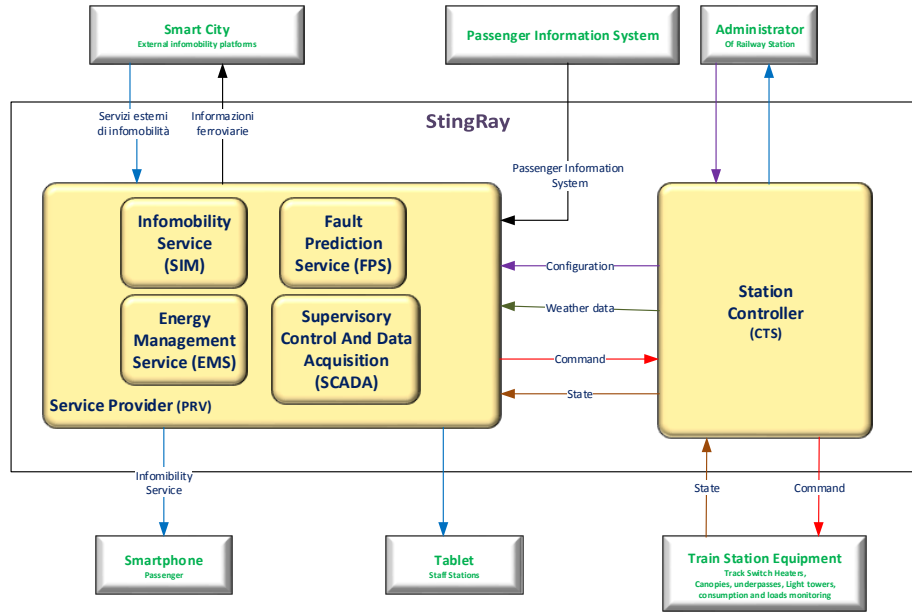 Smart City
External infomobility platforms
Passenger Information System
Administrator
Of Railway Station
Servizi esterni
di infomobilità
Informazioni
ferroviarie
StingRay
Passenger Information
System
Infomobility
Service
(SIM)
Fault
Prediction
Service (FPS)
Energy
Management
Service (EMS)
Supervisory
Control And Data
Acquisition
(SCADA)
Service Provider (PRV)
Configuration
Weather data
Command
State
Station
Controller
(CTS)
Infomibility
Service
State
Command
Smartphone
Passenger
Tablet
Staff Stations
Train Station Equipment
Track Switch Heaters,
Canopies, underpasses, Light towers,
consumption and loads monitoring